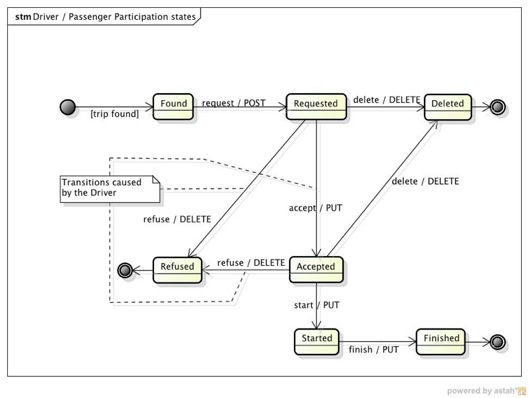 stm Driver / Passenger Participation states
Found
request / POST
Requested
delete / DELETE
Deleted
[trip found]
Transitions caused
by the Driver
delete / DELETE
accept / PUT
refuse / DELETE
Refused
refuse / DELETE
Accepted
start / PUT
Started
finish / PUT
Finished
powered by astah*